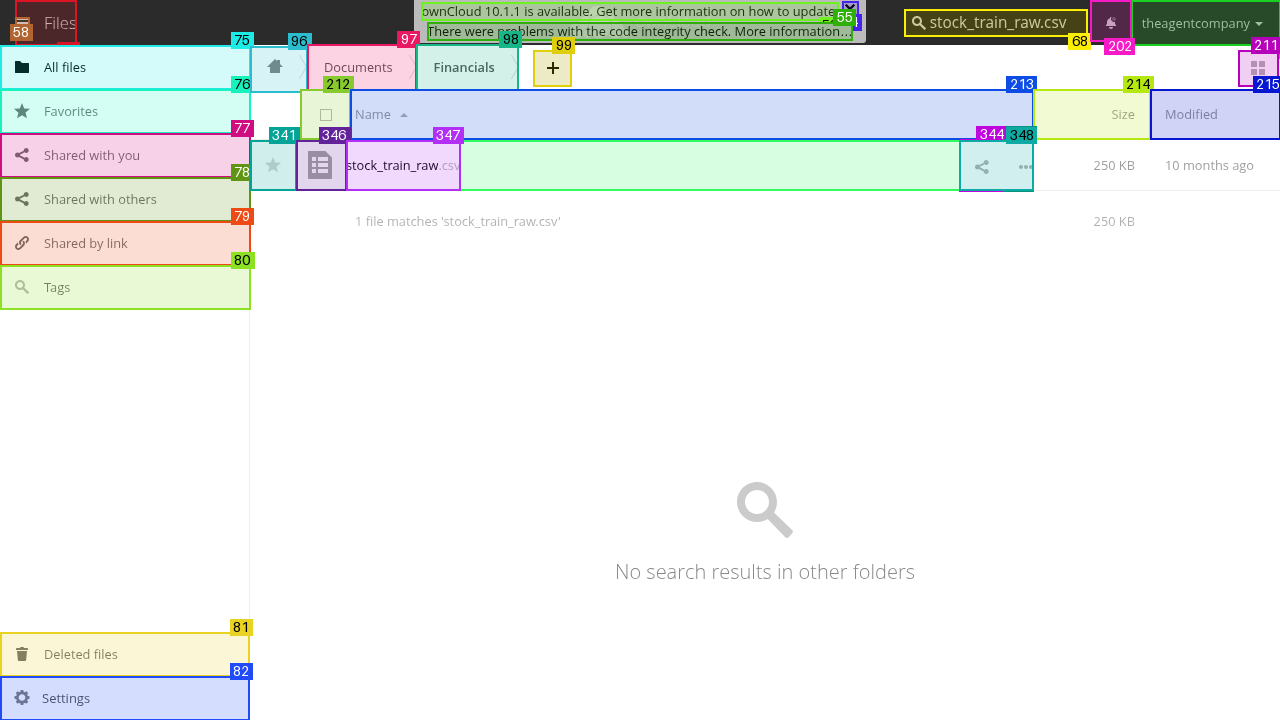 Files
58
ownCloud 10.1.1 is available. Get more information on how to update
There were problems with the code integrity check. More information...
55
stock_train_raw.csv
68
202
theagentcompany
75
All files
76
Favorites
77
Shared with you
78
Shared with others
79
Shared by link
80
Tags
96
97
Documents
98
Financials
99
+
211
212
213
Name
214
Size
215
Modified
341
346
347
344
348
stock_train_raw.csv
250 KB
10 months ago
1 file matches 'stock_train_raw.csv'
250 KB
No search results in other folders
81
Deleted files
82
Settings